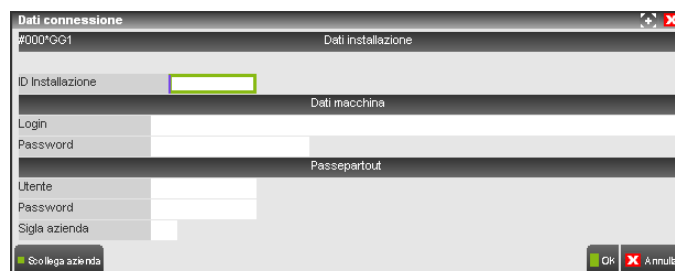 Dati connessione
#000*GG1 Dati installazione
ID Installazione
Dati macchina
Login
Password
Passepartout
Utente
Password
Sigla azienda
Scollega azienda Ok Annulla